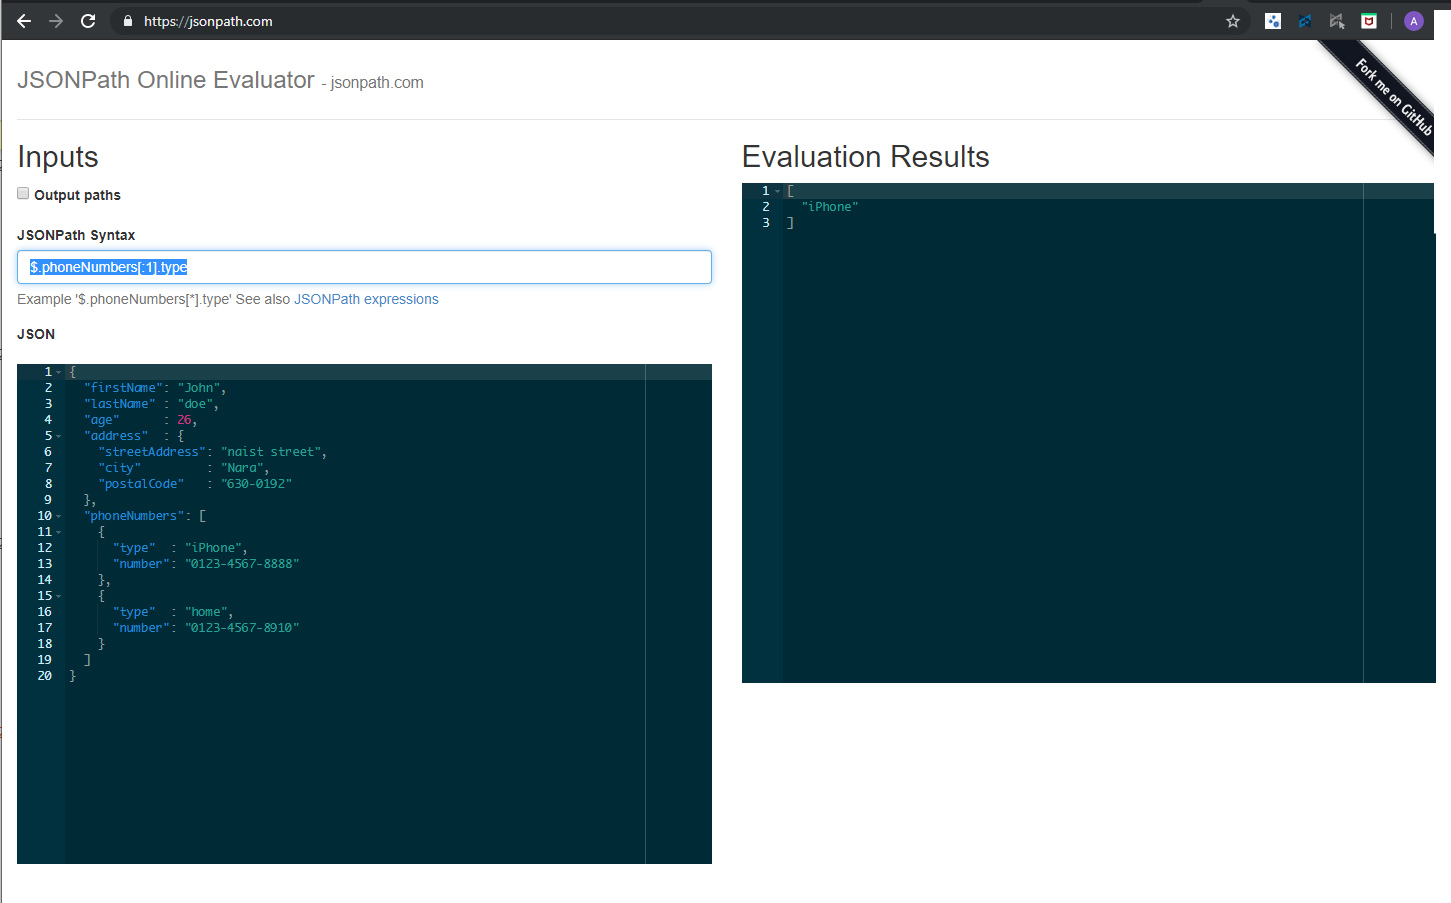 https://jsonpath.com
A
Fork me on GitHub
JSONPath Online Evaluator - jsonpath.com
Inputs
Output paths
JSONPath Syntax
$.phoneNumbers[:1].type
Example '$.phoneNumbers[*].type' See also JSONPath expressions
JSON
1 {
2 "firstName": "John",
3 "lastName" : "doe",
4 "age"      : 26,
5 "address"  : {
6 "streetAddress": "naist street",
7 "city"         : "Nara",
8 "postalCode"   : "630-0192"
9 },
10 "phoneNumbers": [
11 {
12 "type"  : "iPhone",
13 "number": "0123-4567-8888"
14 },
15 {
16 "type"  : "home",
17 "number": "0123-4567-8910"
18 }
19 ]
20 }
Evaluation Results
1 [
2 "iPhone"
3 ]